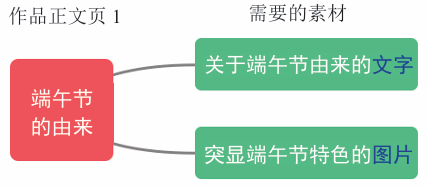 作品正文页 1
需要的素材
端午节
的由来
关于端午节由来的文字
突显端午节特色的图片